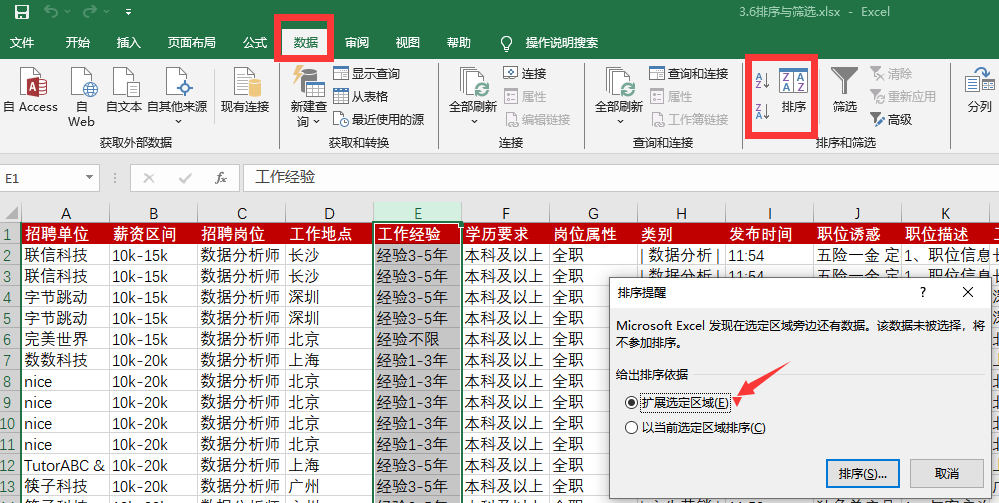 3.6排序与筛选.xlsx - Excel
文件 开始 插入 页面布局 公式 数据 审阅 视图 帮助 操作说明搜索
自 Access
自 Web
自文本
自其他来源
现有连接
获取外部数据
新建查询
显示查询
从表格
最近使用的源
获取和转换
全部刷新
连接
属性
编辑链接
连接
全部刷新
查询和连接
属性
工作簿链接
查询和连接
排序
筛选
清除
重新应用
高级
排序和筛选
分列
E1 fx 工作经验
A B C D E F G H I J K
1 招聘单位 薪资区间 招聘岗位 工作地点 工作经验 学历要求 岗位属性 类别 发布时间 职位诱惑 职位描述
2 联信科技 10k-15k 数据分析师 长沙 经验3-5年 本科及以上 全职 | 数据分析 | 11:54 五险一金 定 1、职位信息
3 联信科技 10k-15k 数据分析师 长沙 经验3-5年 本科及以上 全职 | 数据分析 | 11:54 五险一金 定 1、职位信息
4 字节跳动 10k-15k 数据分析师 深圳 经验3-5年 本科及以上 全职
5 字节跳动 10k-15k 数据分析师 深圳 经验3-5年 本科及以上 全职
6 完美世界 10k-15k 数据分析师 北京 经验不限 本科及以上 全职
7 数数科技 10k-20k 数据分析师 上海 经验1-3年 本科及以上 全职
8 nice 10k-20k 数据分析师 北京 经验1-3年 本科及以上 全职
9 nice 10k-20k 数据分析师 北京 经验1-3年 本科及以上 全职
10 nice 10k-20k 数据分析师 北京 经验1-3年 本科及以上 全职
11 nice 10k-20k 数据分析师 北京 经验1-3年 本科及以上 全职
12 TutorABC & 10k-20k 数据分析师 上海 经验3-5年 本科及以上 全职
13 筷子科技 10k-20k 数据分析师 广州 经验3-5年 本科及以上 全职
排序提醒 ? ×
Microsoft Excel 发现在选定区域旁边还有数据。该数据未被选择，将
不参加排序。
给出排序依据
扩展选定区域(E)
以当前选定区域排序(C)
排序(S)... 取消